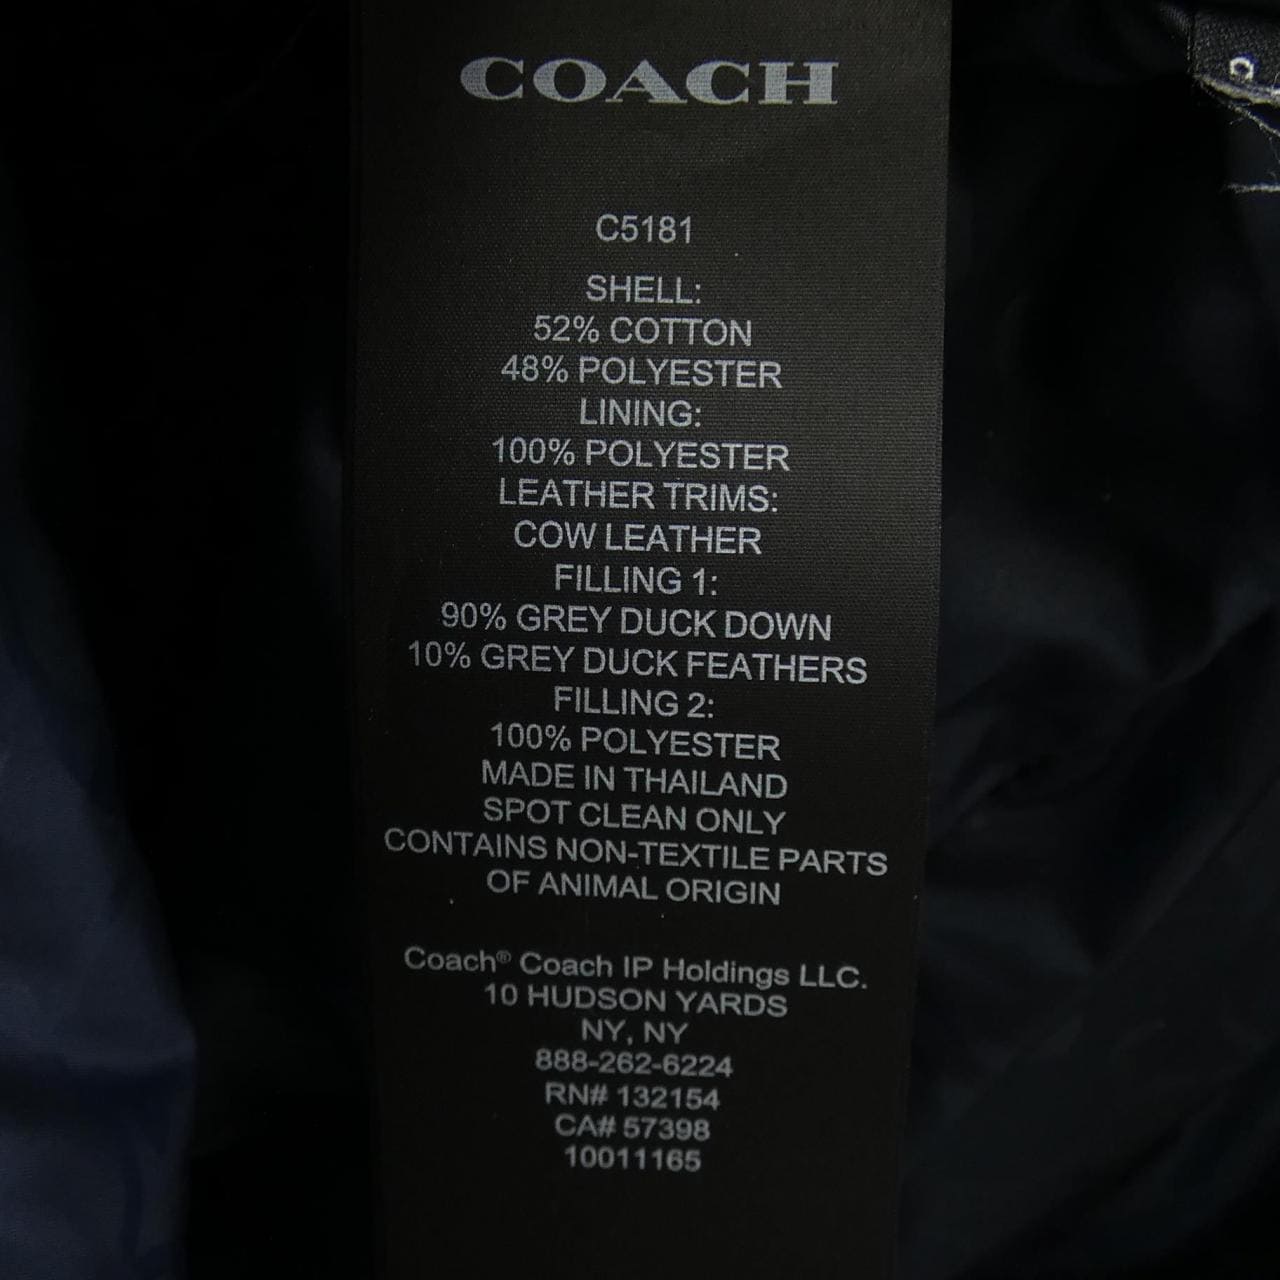 COACH
C5181
SHELL:
52% COTTON
48% POLYESTER
LINING:
100% POLYESTER
LEATHER TRIMS:
COW LEATHER
FILLING 1:
90% GREY DUCK DOWN
10% GREY DUCK FEATHERS
FILLING 2:
100% POLYESTER
MADE IN THAILAND
SPOT CLEAN ONLY
CONTAINS NON-TEXTILE PARTS
OF ANIMAL ORIGIN
Coach® Coach IP Holdings LLC.
10 HUDSON YARDS
NY, NY
888-262-6224
RN# 132154
CA# 57398
10011165